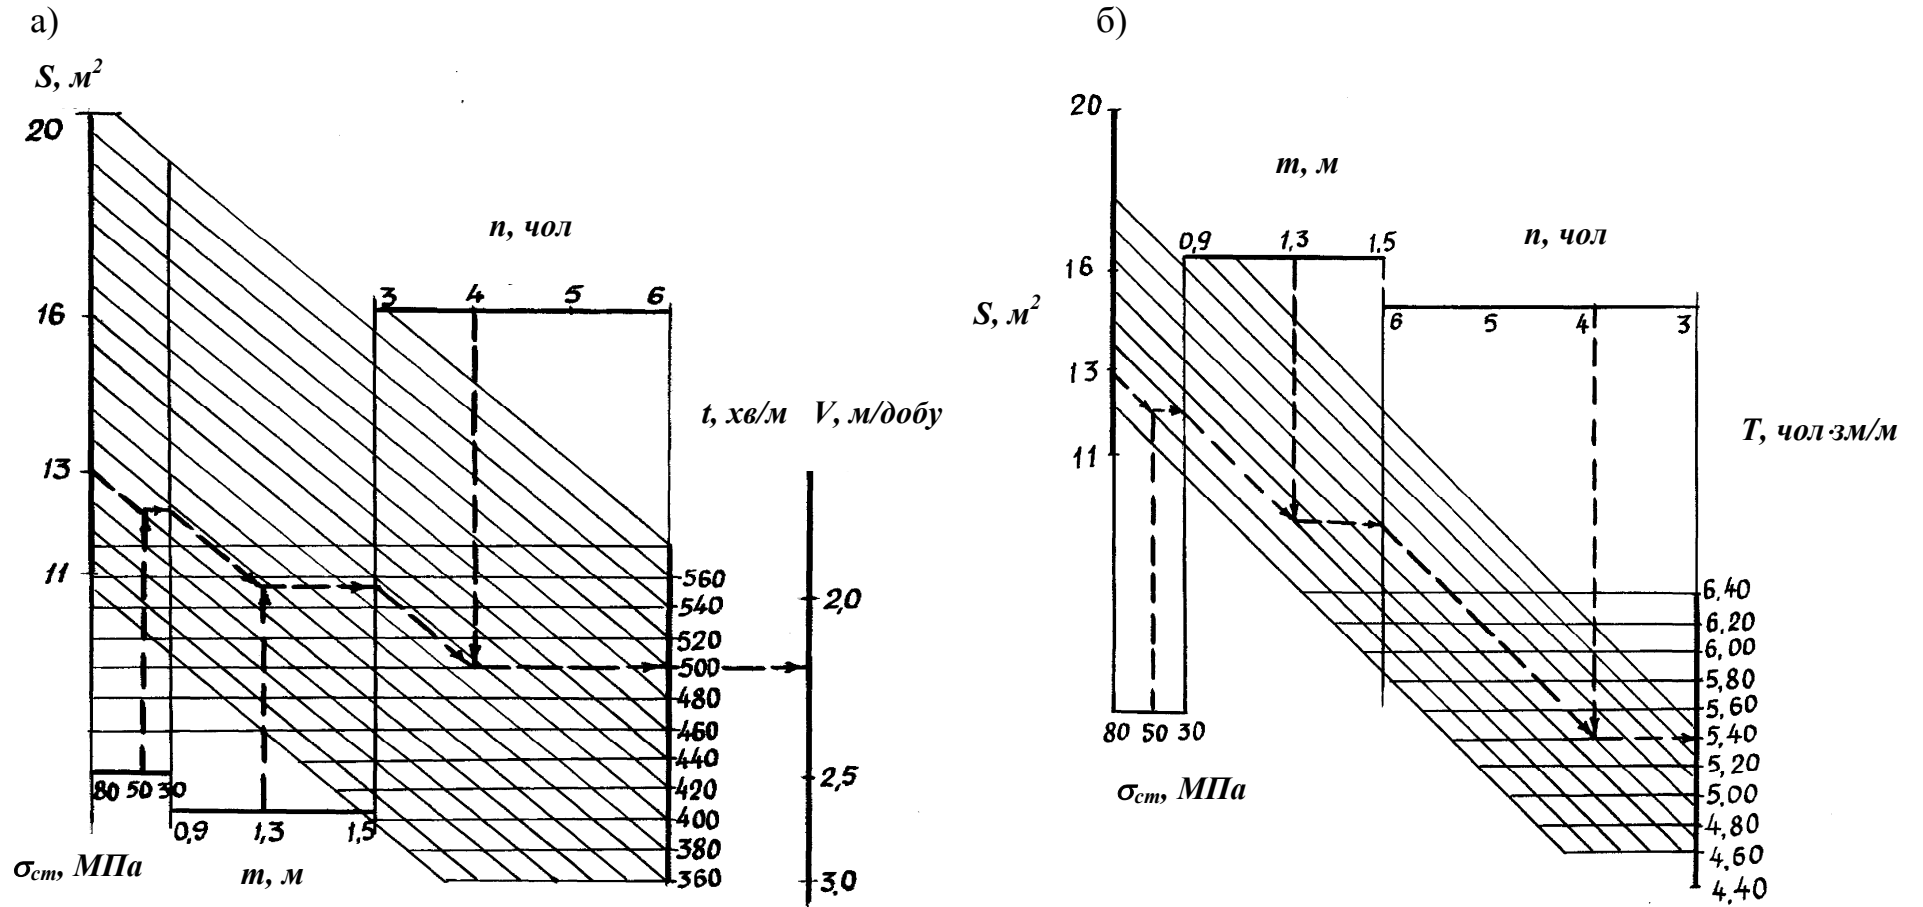 а)
S, м²
20
16
13
11
n, чол
3 4 5 6
t, хв/м V, м/добу
560
540
520
500
480
460
440
420
400
380
360
2,0
2,5
3,0
80 50 30
0,9 1,3 1,5
σст, МПа
m, м
б)
20
16
S, м²
13
11
m, м
0,9 1,3 1,5
n, чол
6 5 4 3
T, чол·зм/м
6,40
6,20
6,00
5,80
5,60
5,40
5,20
5,00
4,80
4,60
4,40
80 50 30
σст, МПа